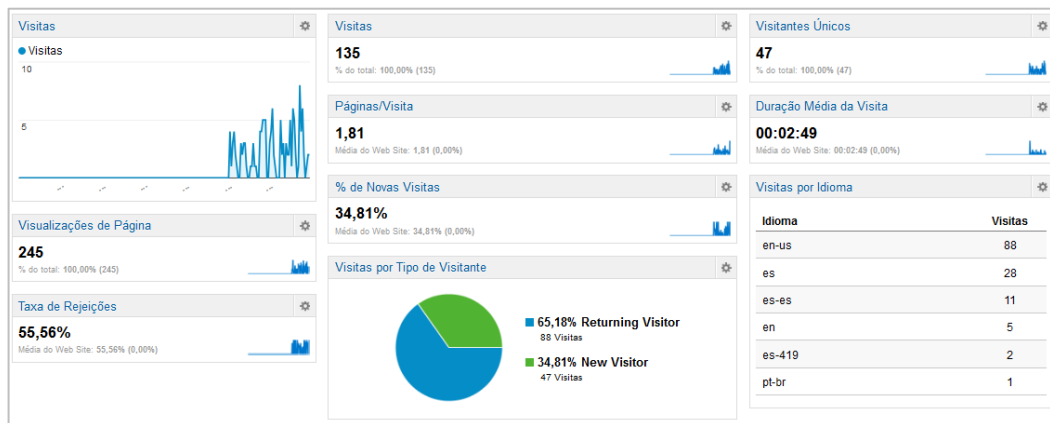 Visitas
Visitas
10
5
Visualizações de Página
245
% do total: 100,00% (245)
Taxa de Rejeições
55,56%
Média do Web Site: 55,56% (0,00%)
Visitas
135
% do total: 100,00% (135)
Páginas/Visita
1,81
Média do Web Site: 1,81 (0,00%)
% de Novas Visitas
34,81%
Média do Web Site: 34,81% (0,00%)
Visitas por Tipo de Visitante
65,18% Returning Visitor
88 Visitas
34,81% New Visitor
47 Visitas
Visitantes Únicos
47
% do total: 100,00% (47)
Duração Média da Visita
00:02:49
Média do Web Site: 00:02:49 (0,00%)
Visitas por Idioma
Idioma Visitas
en-us 88
es 28
es-es 11
en 5
es-419 2
pt-br 1